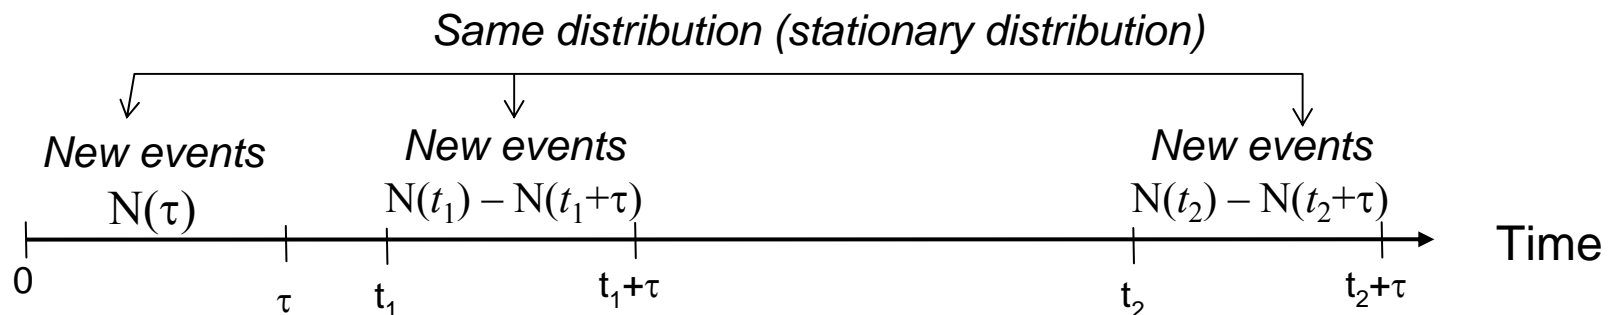 Same distribution (stationary distribution)
New events New events New events
N(τ) N(t₁) – N(t₁+τ) N(t₂) – N(t₂+τ)
Time
0 τ t₁ t₁+τ t₂ t₂+τ